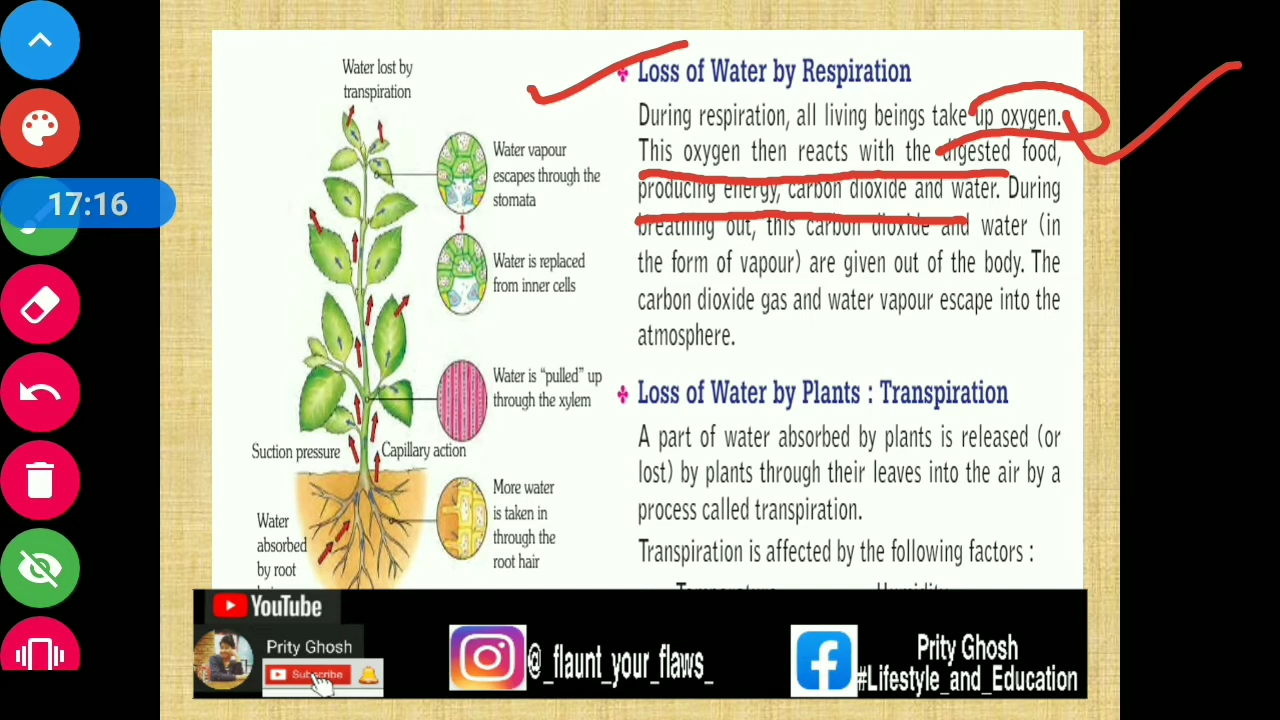 Water lost by
transpiration
Water vapour
escapes through the
stomata
Water is replaced
from inner cells
Water is "pulled" up
through the xylem
Suction pressure
Capillary action
More water
is taken in
through the
root hair
Water
absorbed
by root
17:16
Loss of Water by Respiration
During respiration, all living beings take up oxygen.
This oxygen then reacts with the digested food,
producing energy, carbon dioxide and water. During
breathing out, this carbon dioxide and water (in
the form of vapour) are given out of the body. The
carbon dioxide gas and water vapour escape into the
atmosphere.
Loss of Water by Plants : Transpiration
A part of water absorbed by plants is released (or
lost) by plants through their leaves into the air by a
process called transpiration.
Transpiration is affected by the following factors :
Temperature Humidity
YouTube
Prity Ghosh
Subscribe
@_flaunt_your_flaws_
Prity Ghosh
#Lifestyle_and_Education